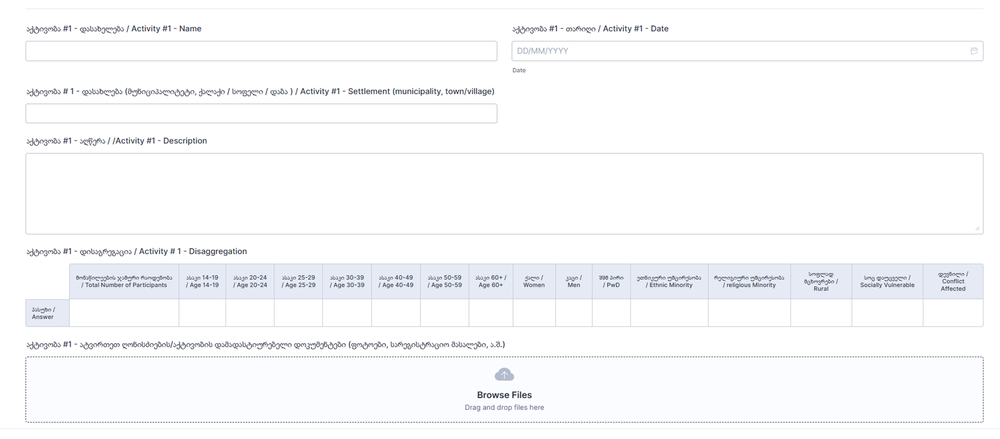 აქტივობა #1 - დასახელება / Activity #1 - Name
აქტივობა #1 - თარიღი / Activity #1 - Date
DD/MM/YYYY
Date
აქტივობა # 1 - დასახლება (მუნიციპალიტეტი, ქალაქი / სოფელი / დაბა ) / Activity #1 - Settlement (municipality, town/village)
აქტივობა #1 - აღწერა / /Activity #1 - Description
აქტივობა #1 - დისაგრეგაცია / Activity # 1 - Disaggregation
მონაწილეების ჯამური რაოდენობა
/ Total Number of Participants
ასაკი 14-19
/ Age 14-19
ასაკი 20-24
/ Age 20-24
ასაკი 25-29
/ Age 25-29
ასაკი 30-39
/ Age 30-39
ასაკი 40-49
/ Age 40-49
ასაკი 50-59
/ Age 50-59
ასაკი 60+ /
Age 60+
ქალი /
Women
კაცი /
Men
შშმ პირი
/ PwD
ეთნიკური უმცირესობა
/ Ethnic Minority
რელიგიური უმცირესობა
/ religious Minority
სოფლად
მცხოვრები /
Rural
სოც დაუცველი /
Socially Vulnerable
დევნილი /
Conflict
Affected
პასუხი /
Answer
აქტივობა #1 - ატვირთეთ ღონისძიების/აქტივობის დამადასტიურებელი დოკუმენტები (ფოტოები, სარეგისტრაციო მასალები, ა.შ.)
Browse Files
Drag and drop files here